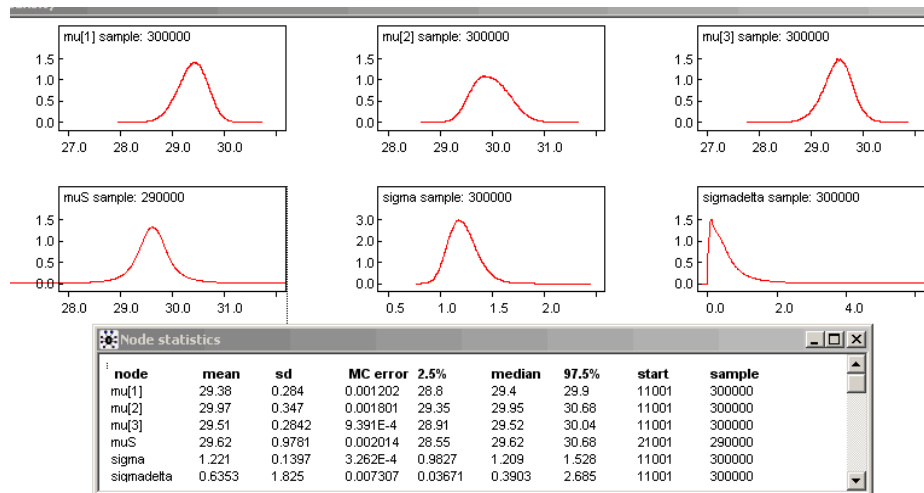 mu[1] sample: 300000
mu[2] sample: 300000
mu[3] sample: 300000
1.5
1.0
0.5
0.0
27.0 28.0 29.0 30.0
1.5
1.0
0.5
0.0
28.0 29.0 30.0 31.0
1.5
1.0
0.5
0.0
27.0 28.0 29.0 30.0
muS sample: 290000
sigma sample: 300000
sigmadelta sample: 300000
1.5
1.0
0.5
0.0
28.0 29.0 30.0 31.0
3.0
2.0
1.0
0.0
0.5 1.0 1.5 2.0
1.5
1.0
0.5
0.0
0.0 2.0 4.0
Node statistics
node mean sd MC error 2.5% median 97.5% start sample
mu[1] 29.38 0.284 0.001202 28.8 29.4 29.9 11001 300000
mu[2] 29.97 0.347 0.001801 29.35 29.95 30.68 11001 300000
mu[3] 29.51 0.2842 9.391E-4 28.91 29.52 30.04 11001 300000
muS 29.62 0.9781 0.002014 28.55 29.62 30.68 21001 290000
sigma 1.221 0.1397 3.262E-4 0.9827 1.209 1.528 11001 300000
sigmadelta 0.6353 1.825 0.007307 0.03671 0.3903 2.685 11001 300000